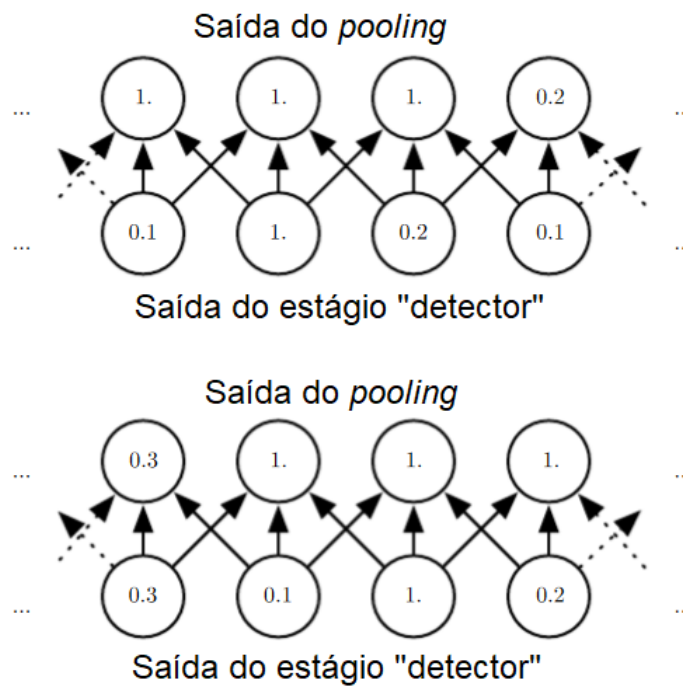 Saída do pooling
... 1. 1. 1. 0.2 ..
... 0.1 1. 0.2 0.1 ..
Saída do estágio "detector"
Saída do pooling
... 0.3 1. 1. 1. ..
... 0.3 0.1 1. 0.2 ..
Saída do estágio "detector"